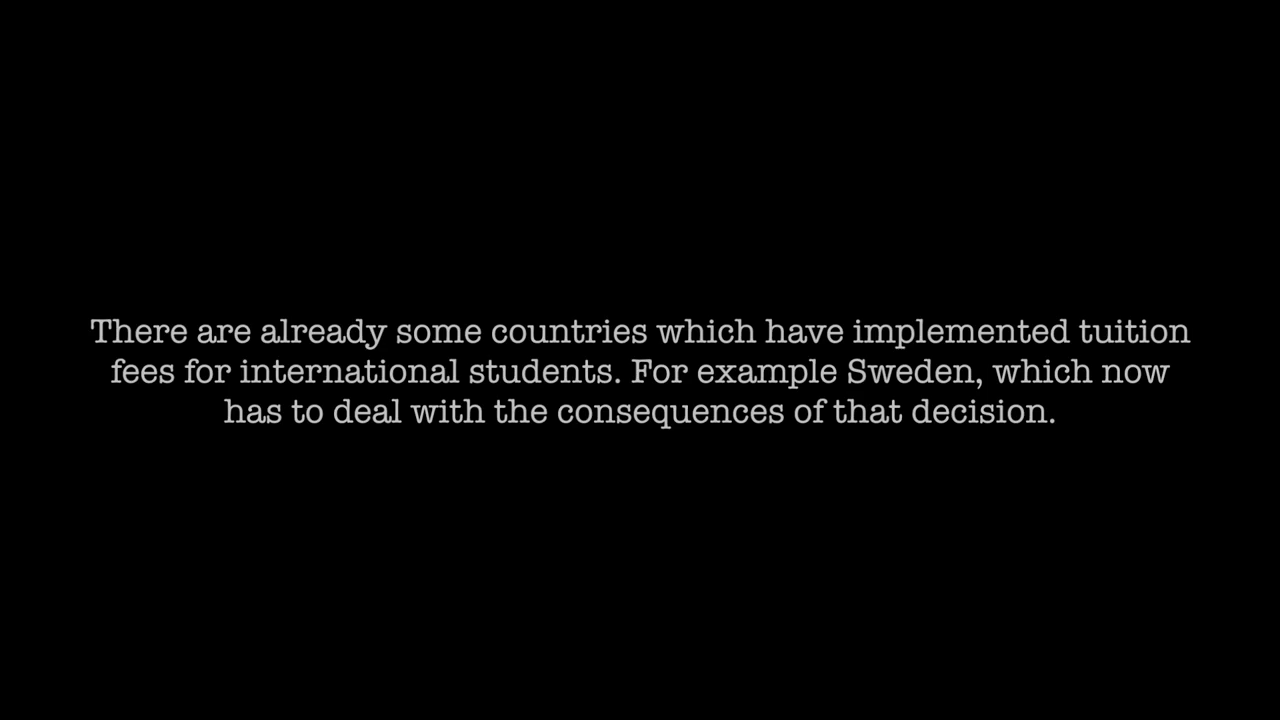 There are already some countries which have implemented tuition
fees for international students. For example Sweden, which now
has to deal with the consequences of that decision.